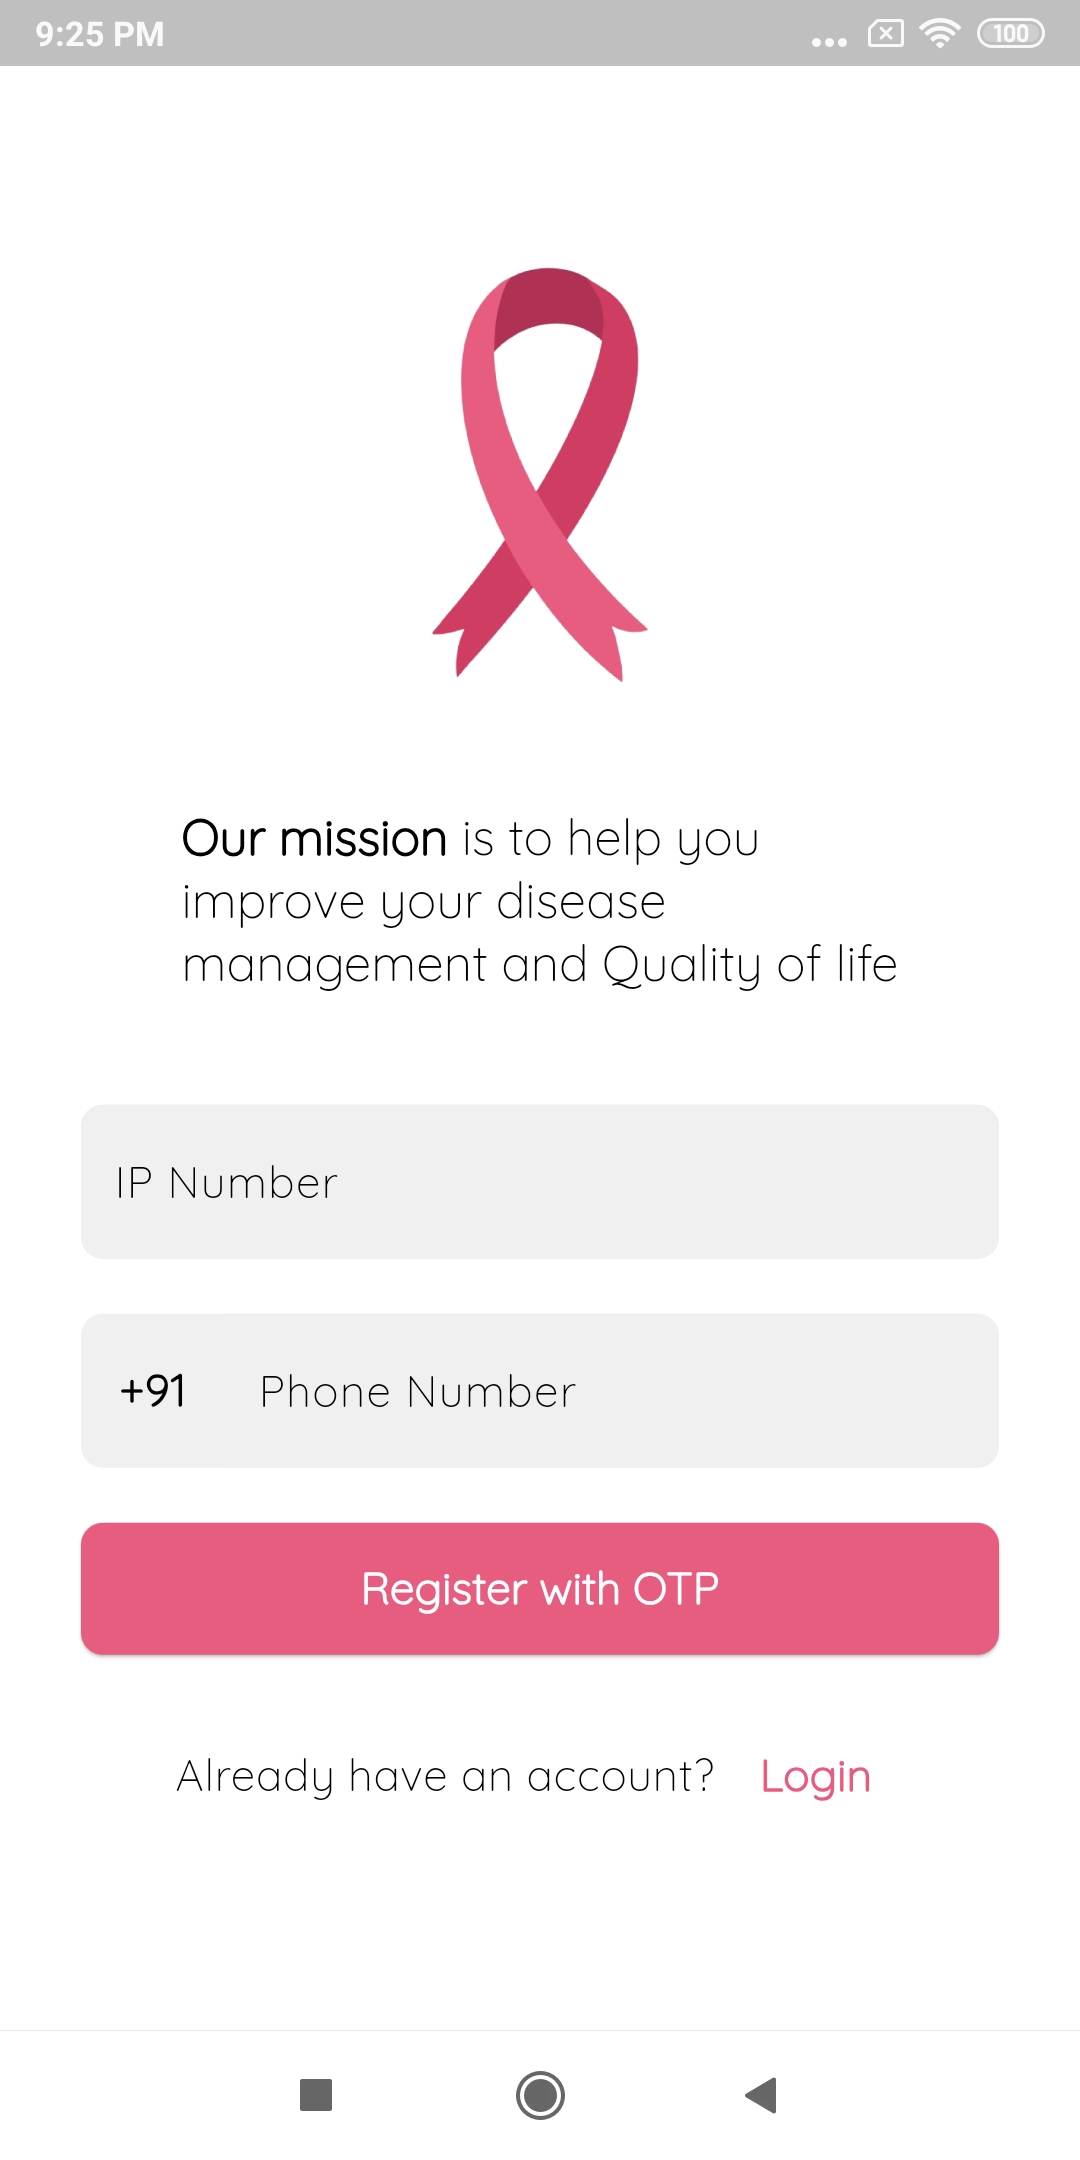 9:25 PM
100
Our mission is to help you
improve your disease
management and Quality of life
IP Number
+91 Phone Number
Register with OTP
Already have an account? Login